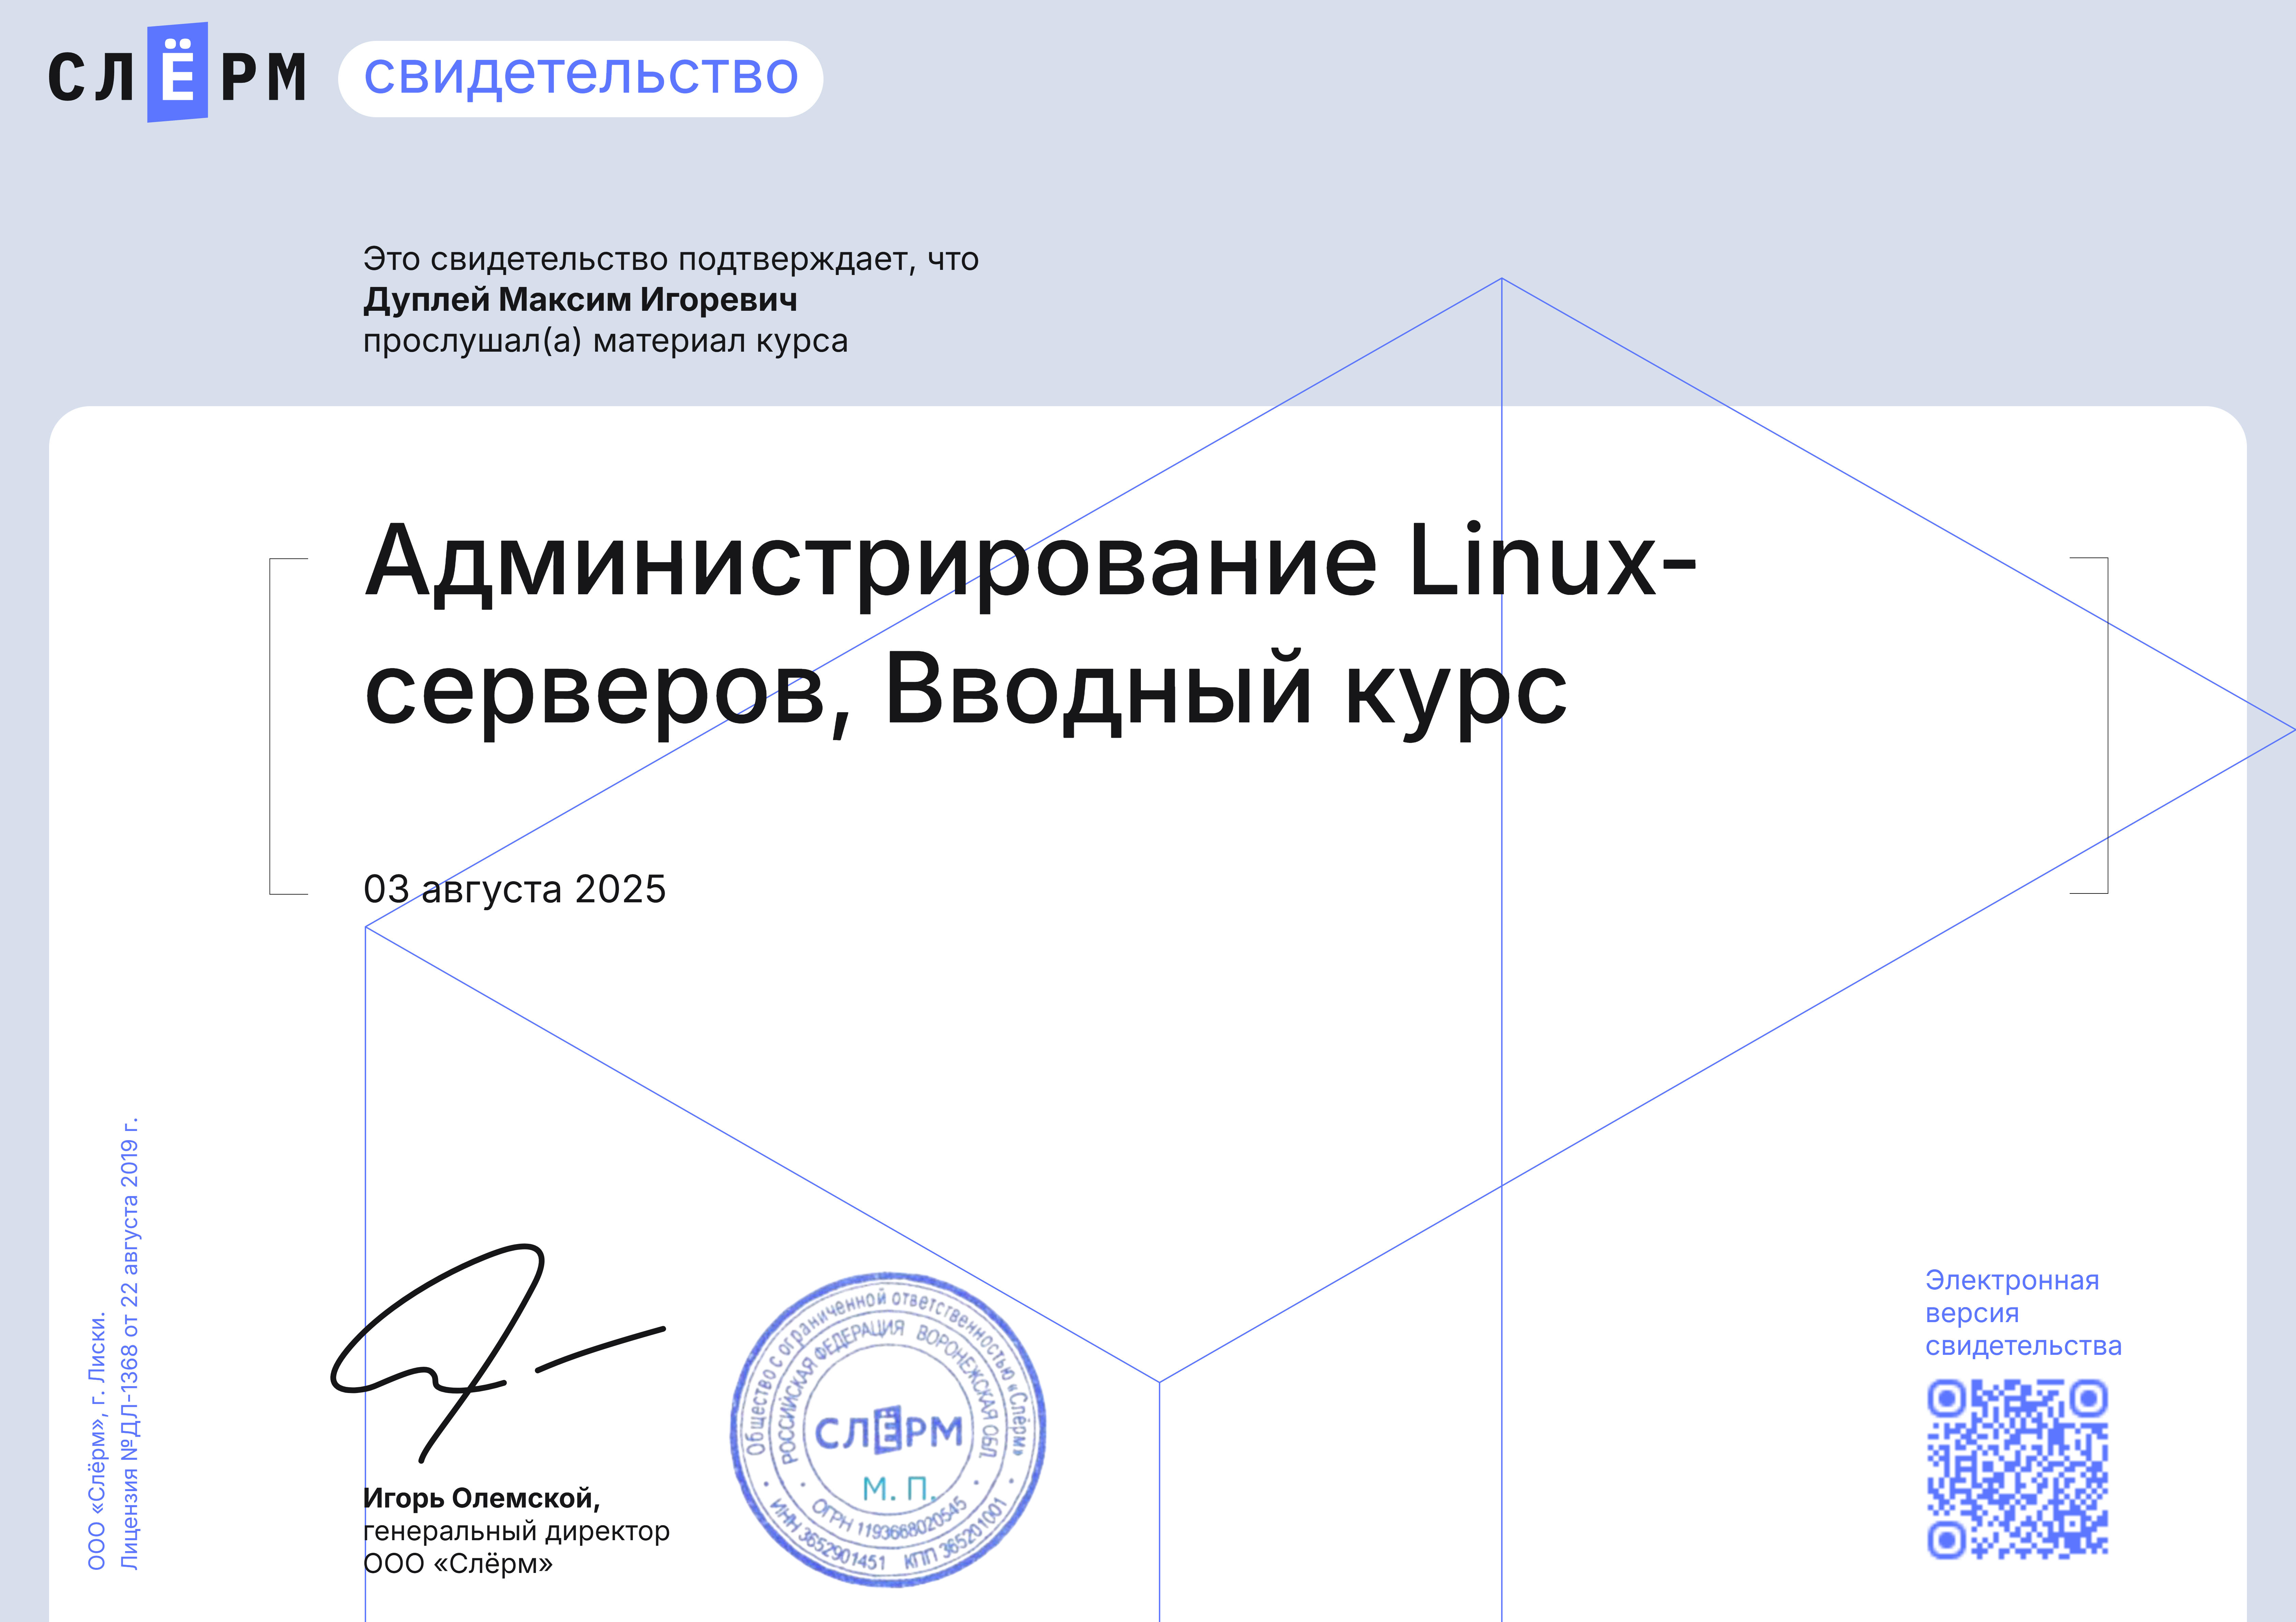 СЛЁРМ свидетельство
Это свидетельство подтверждает, что
Дуплей Максим Игоревич
прослушал(а) материал курса
Администрирование Linux-
серверов, Вводный курс
03 августа 2025
ООО «Слёрм», г. Лиски.
Лицензия №ДЛ-1368 от 22 августа 2019 г.
Игорь Олемской,
генеральный директор
ООО «Слёрм»
Общество с ограниченной ответственностью «Слёрм»
РОССИЙСКАЯ ФЕДЕРАЦИЯ ВОРОНЕЖСКАЯ ОБЛ
СЛЁРМ
М. П.
ОГРН 1193668020545
ИНН 3652901451 КПП 365201001
Электронная
версия
свидетельства